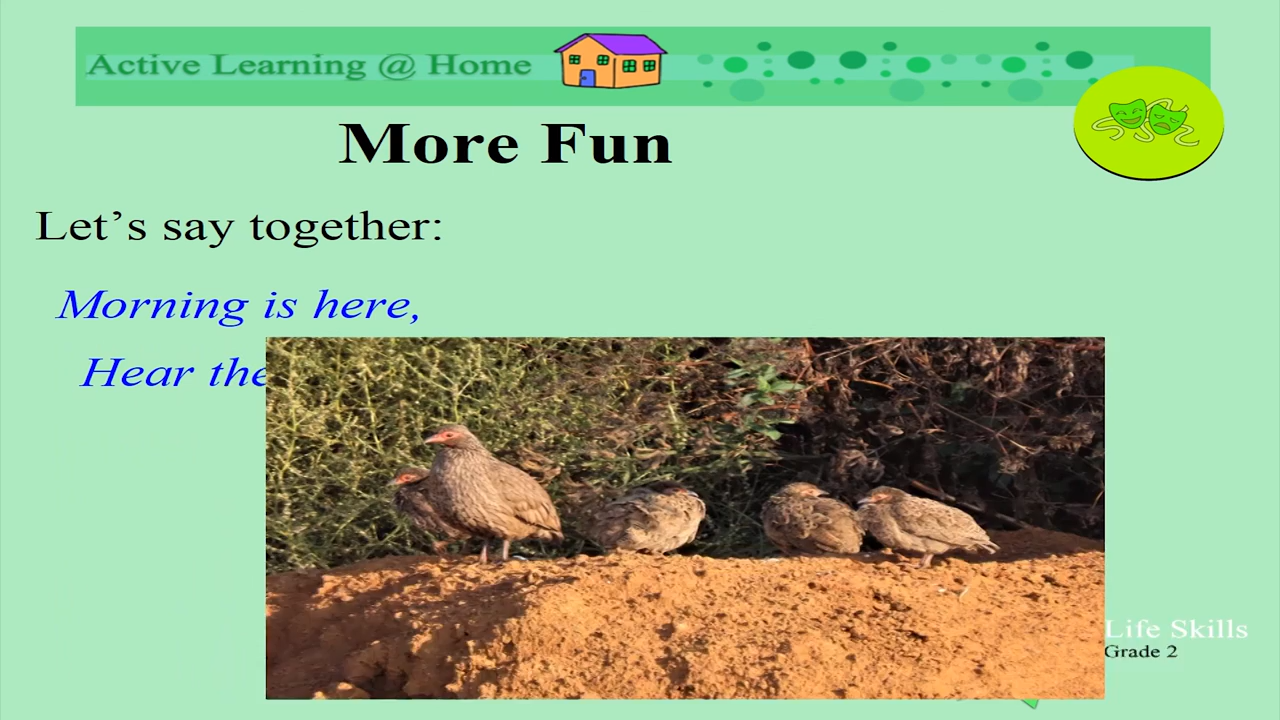 Active Learning @ Home
More Fun
Let's say together:
Morning is here,
Hear the
Life Skills
Grade 2